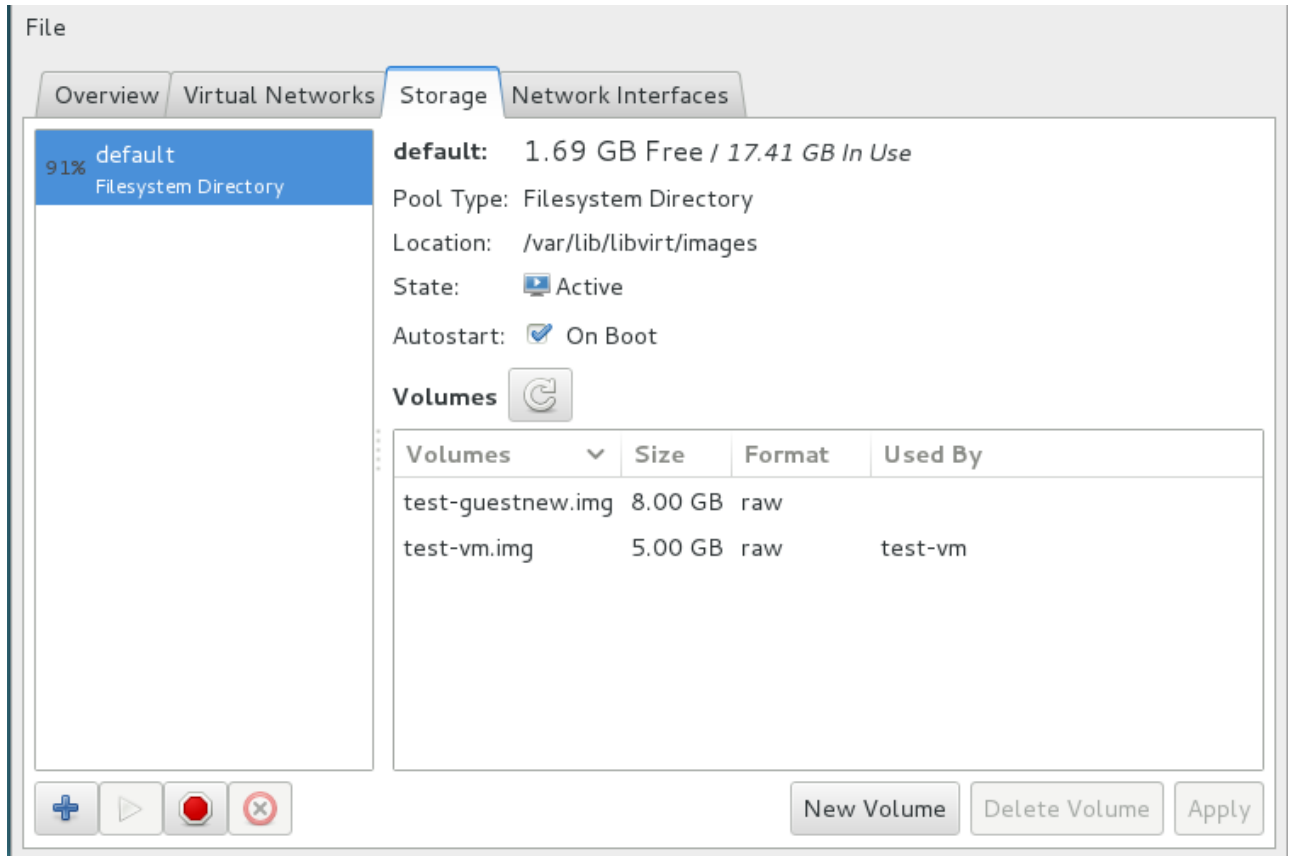 File
Overview Virtual Networks Storage Network Interfaces
91% default
Filesystem Directory
default: 1.69 GB Free / 17.41 GB In Use
Pool Type: Filesystem Directory
Location: /var/lib/libvirt/images
State: Active
Autostart: On Boot
Volumes
Volumes Size Format Used By
test-guestnew.img 8.00 GB raw
test-vm.img 5.00 GB raw test-vm
New Volume Delete Volume Apply